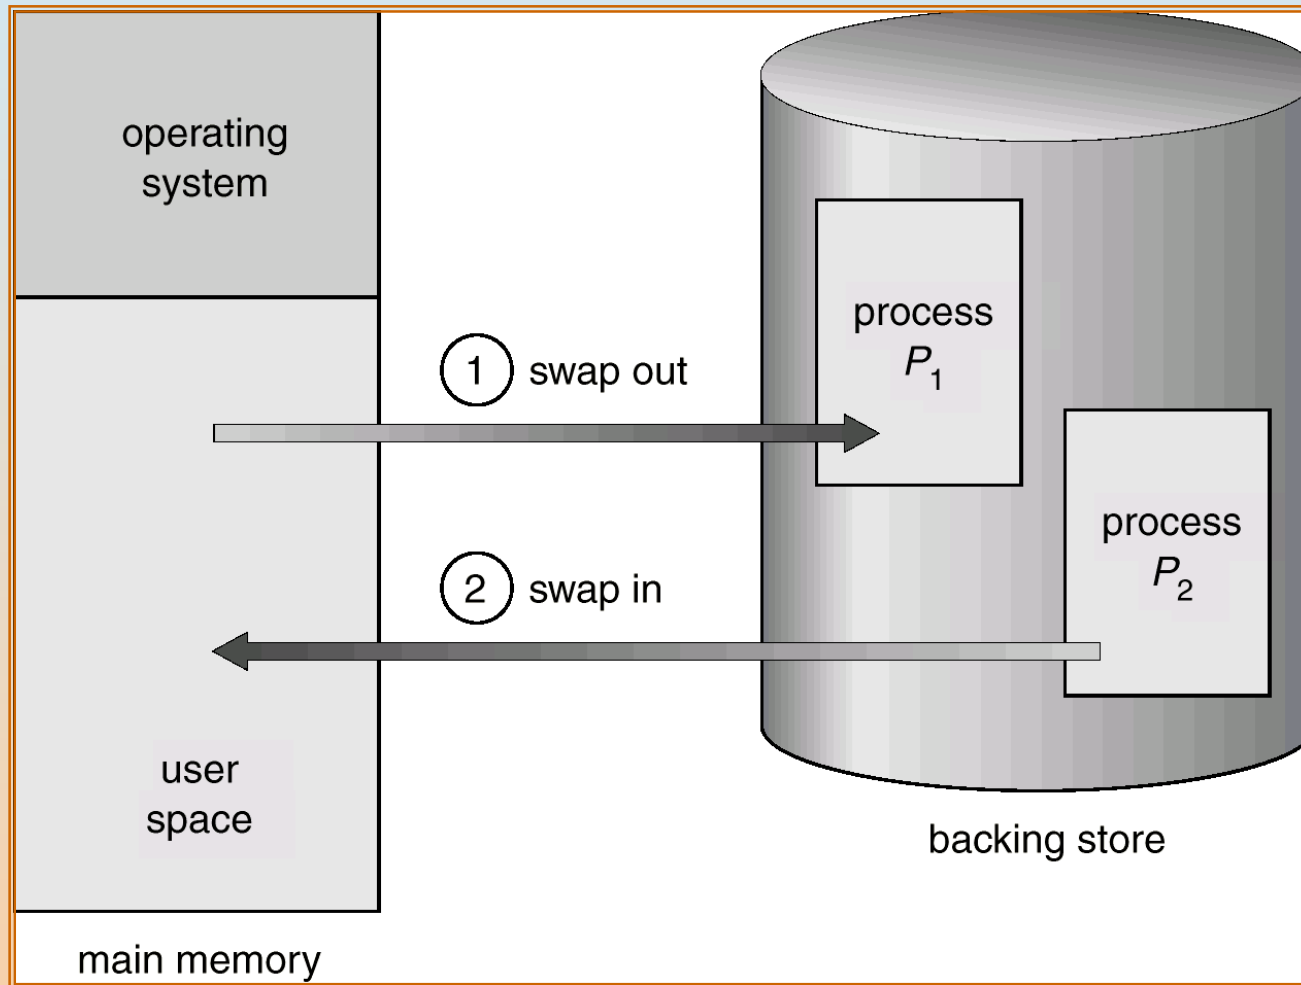 operating
system
process
P1
1 swap out
process
P2
2 swap in
user
space
backing store
main memory